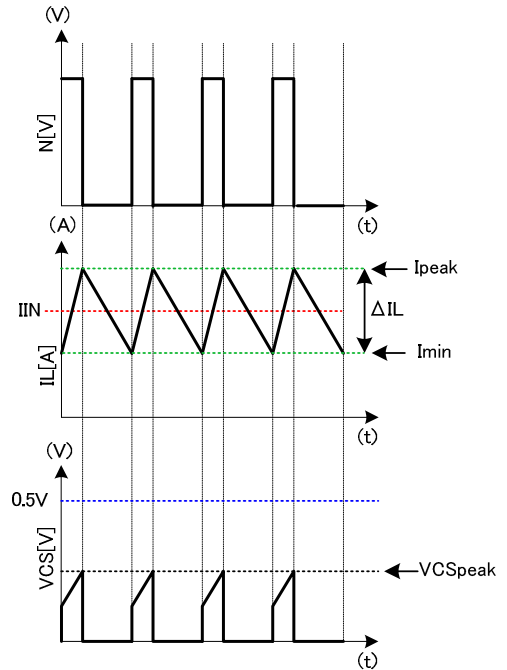 (V)
N[V]
(t)
(A)
Ipeak
IIN
ΔIL
Imin
IL[A]
(t)
(V)
0.5V
VCS[V]
VCSpeak
(t)